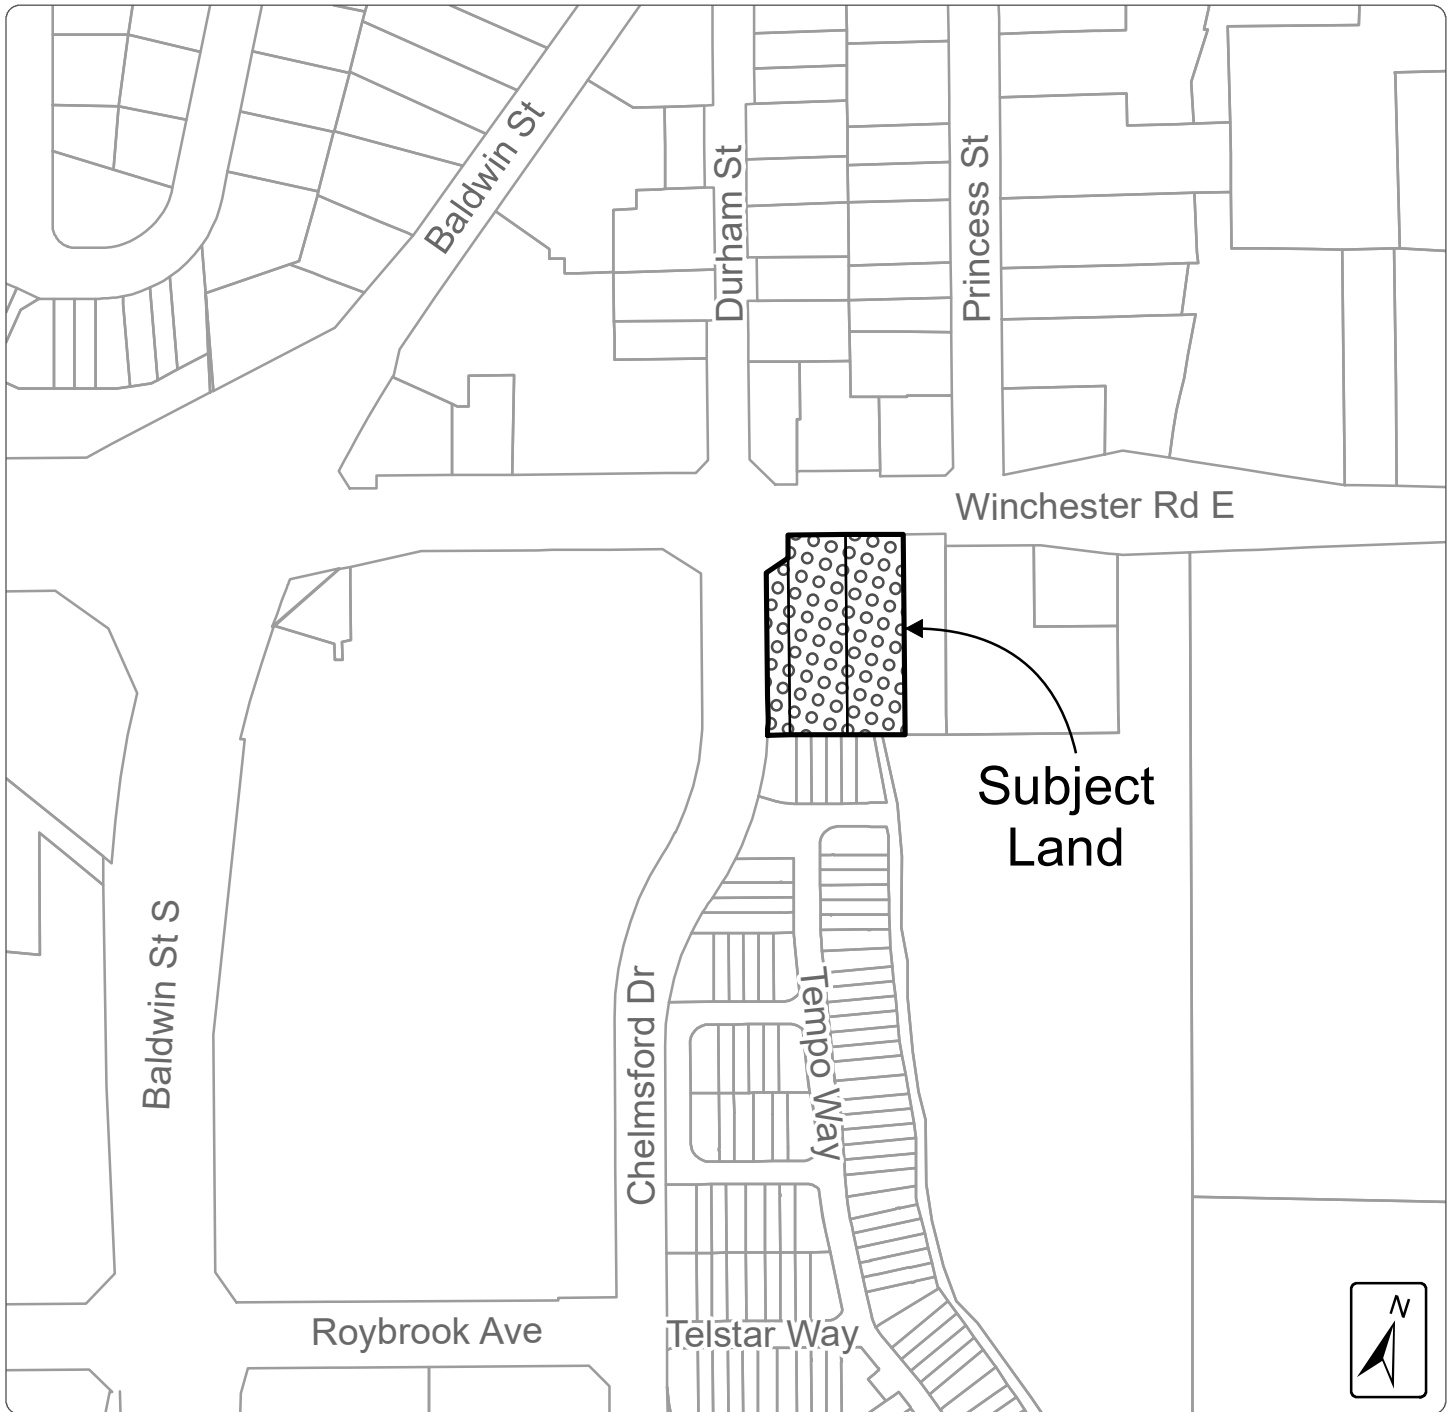 Baldwin St
Durham St
Princess St
Winchester Rd E
Subject
Land
Baldwin St S
Chelmsford Dr
Tempo Way
Roybrook Ave
Telstar Way
N